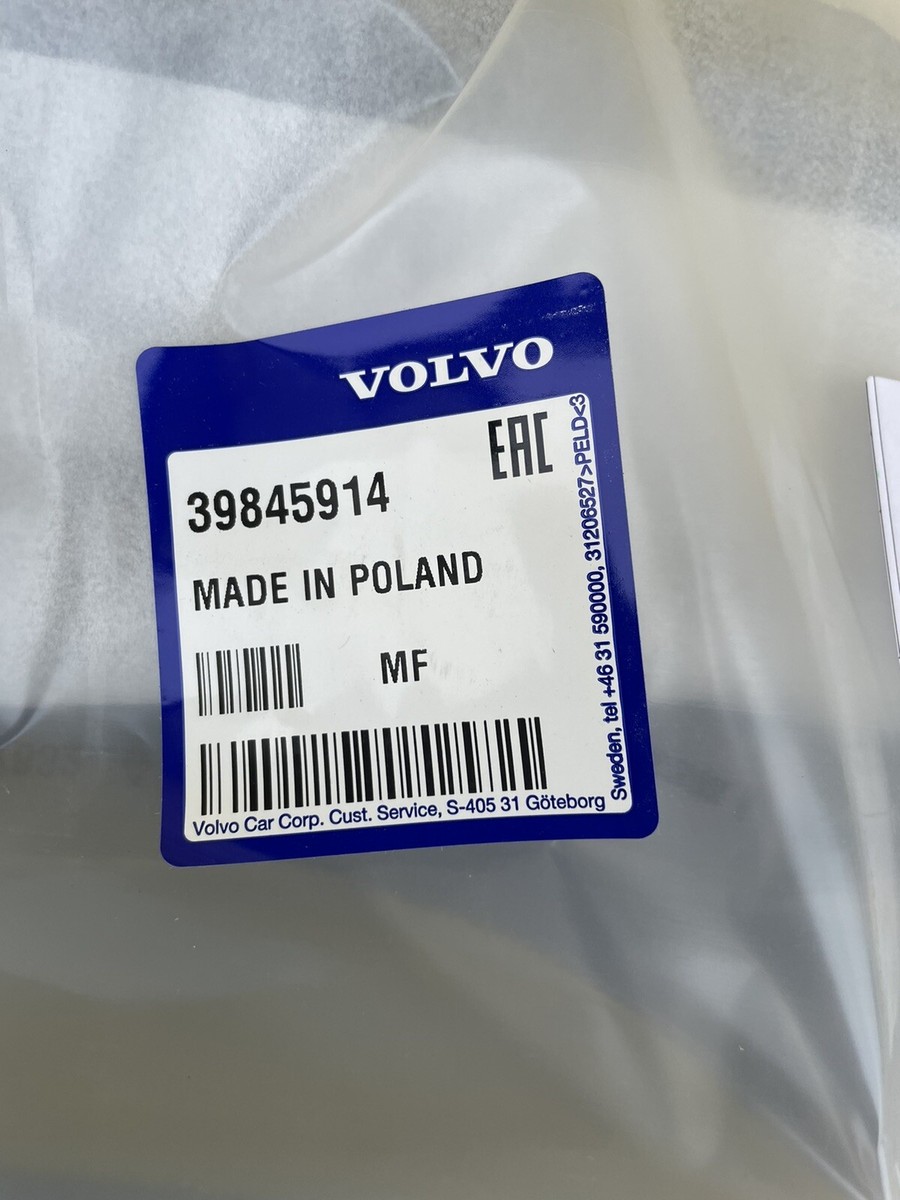 VOLVO
EAC
39845914
MADE IN POLAND
MF
Volvo Car Corp. Cust. Service, S-405 31 Göteborg
Sweden, tel +46 31 590000, 31206527>PELD<3